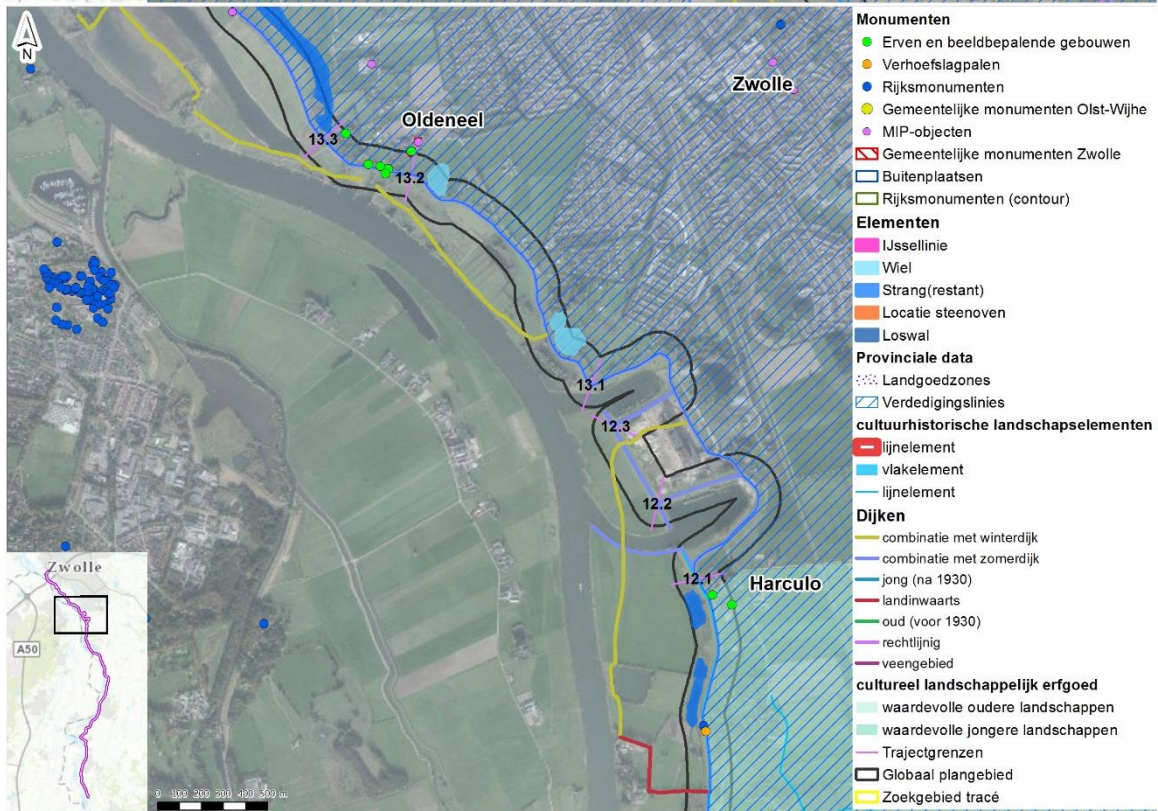 N
Zwolle
Oldeneel
13.3
13.2
13.1
12.3
12.2
12.1
Harculo
Zwolle
A50
0 100 200 300 400 500 m
Monumenten
Erven en beeldbepalende gebouwen
Verhoefslagpalen
Rijksmonumenten
Gemeentelijke monumenten Olst-Wijhe
MIP-objecten
Gemeentelijke monumenten Zwolle
Buitenplaatsen
Rijksmonumenten (contour)
Elementen
IJssellinie
Wiel
Strang(restant)
Locatie steenoven
Loswal
Provinciale data
Landgoedzones
Verdedigingslinies
cultuurhistorische landschapselementen
lijnelement
vlakelement
lijnelement
Dijken
combinatie met winterdijk
combinatie met zomerdijk
jong (na 1930)
landinwaarts
oud (voor 1930)
rechtlijnig
veengebied
cultureel landschappelijk erfgoed
waardevolle oudere landschappen
waardevolle jongere landschappen
Trajectgrenzen
Globaal plangebied
Zoekgebied tracé